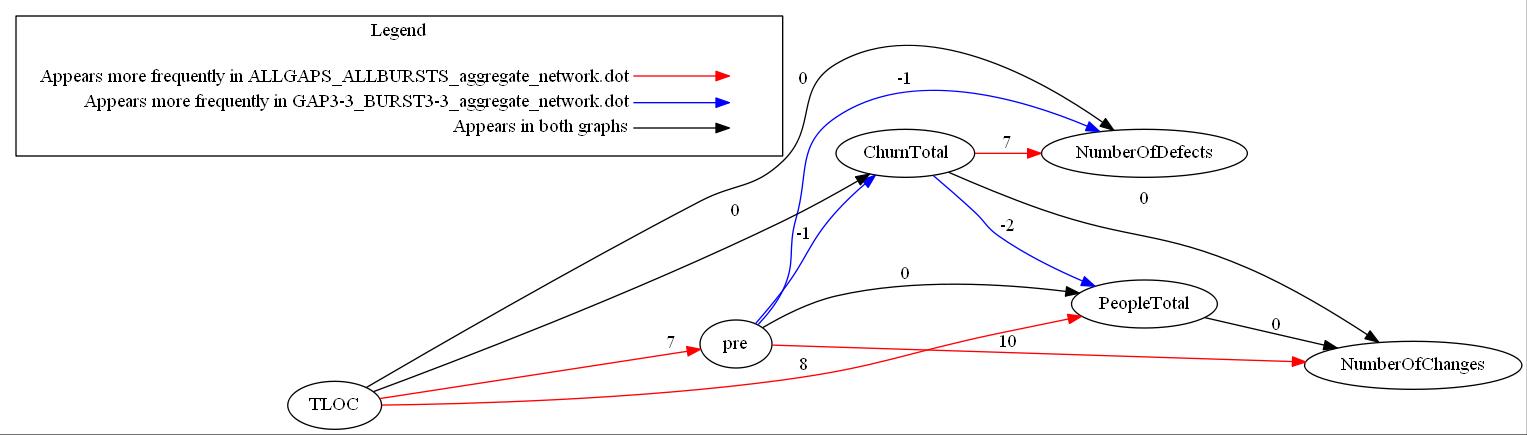 Legend
Appears more frequently in ALLGAPS_ALLBURSTS_aggregate_network.dot
Appears more frequently in GAP3-3_BURST3-3_aggregate_network.dot
Appears in both graphs
0
-1
ChurnTotal
7
NumberOfDefects
0
0
-1
-2
0
PeopleTotal
0
7
pre
8
10
NumberOfChanges
TLOC